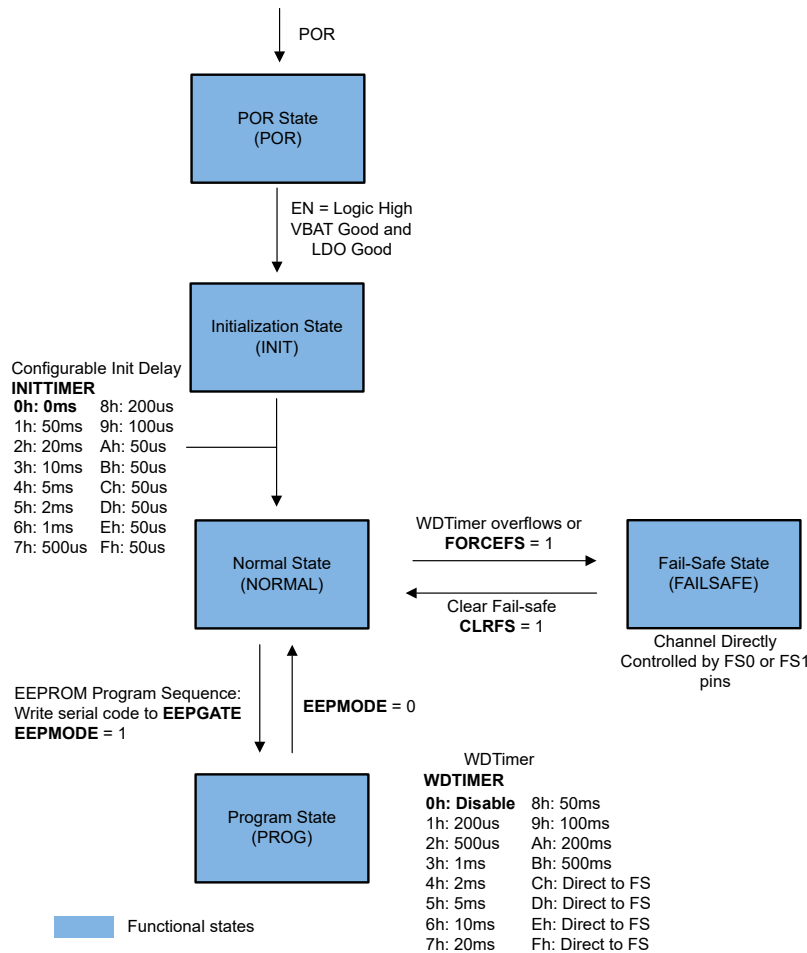 POR
POR State
(POR)
EN = Logic High
VBAT Good and
LDO Good
Initialization State
(INIT)
Configurable Init Delay
INITTIMER
0h: 0ms 8h: 200us
1h: 50ms 9h: 100us
2h: 20ms Ah: 50us
3h: 10ms Bh: 50us
4h: 5ms Ch: 50us
5h: 2ms Dh: 50us
6h: 1ms Eh: 50us
7h: 500us Fh: 50us
Normal State
(NORMAL)
WDTimer overflows or
FORCEFS = 1
Clear Fail-safe
CLRFS = 1
Fail-Safe State
(FAILSAFE)
Channel Directly
Controlled by FS0 or FS1
pins
EEPROM Program Sequence:
Write serial code to EEPGATE
EEPMODE = 1
EEPMODE = 0
Program State
(PROG)
WDTimer
WDTIMER
0h: Disable 8h: 50ms
1h: 200us 9h: 100ms
2h: 500us Ah: 200ms
3h: 1ms Bh: 500ms
4h: 2ms Ch: Direct to FS
5h: 5ms Dh: Direct to FS
6h: 10ms Eh: Direct to FS
7h: 20ms Fh: Direct to FS
Functional states